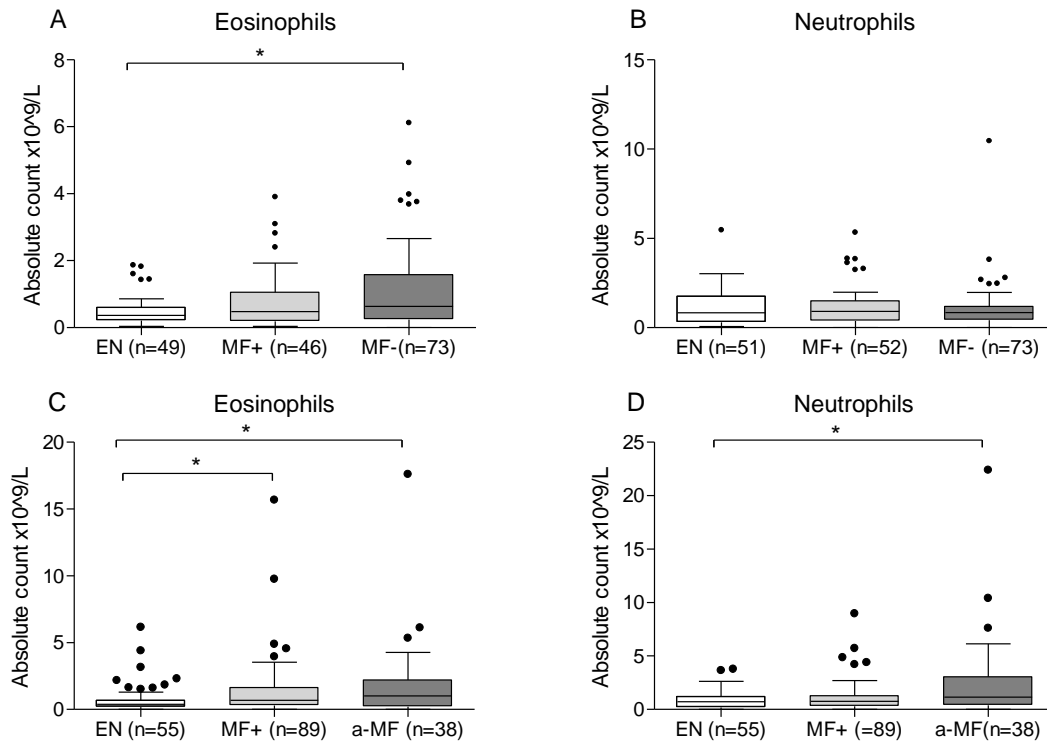 A
Eosinophils
*
Absolute count x10^9/L
8
6
4
2
0
EN (n=49) MF+ (n=46) MF-(n=73)
B
Neutrophils
Absolute count x10^9/L
15
10
5
0
EN (n=51) MF+ (n=52) MF- (n=73)
C
Eosinophils
*
*
Absolute count x10^9/L
20
15
10
5
0
EN (n=55) MF+ (n=89) a-MF (n=38)
D
Neutrophils
*
Absolute count x10^9/L
25
20
15
10
5
0
EN (n=55) MF+ (=89) a-MF(n=38)